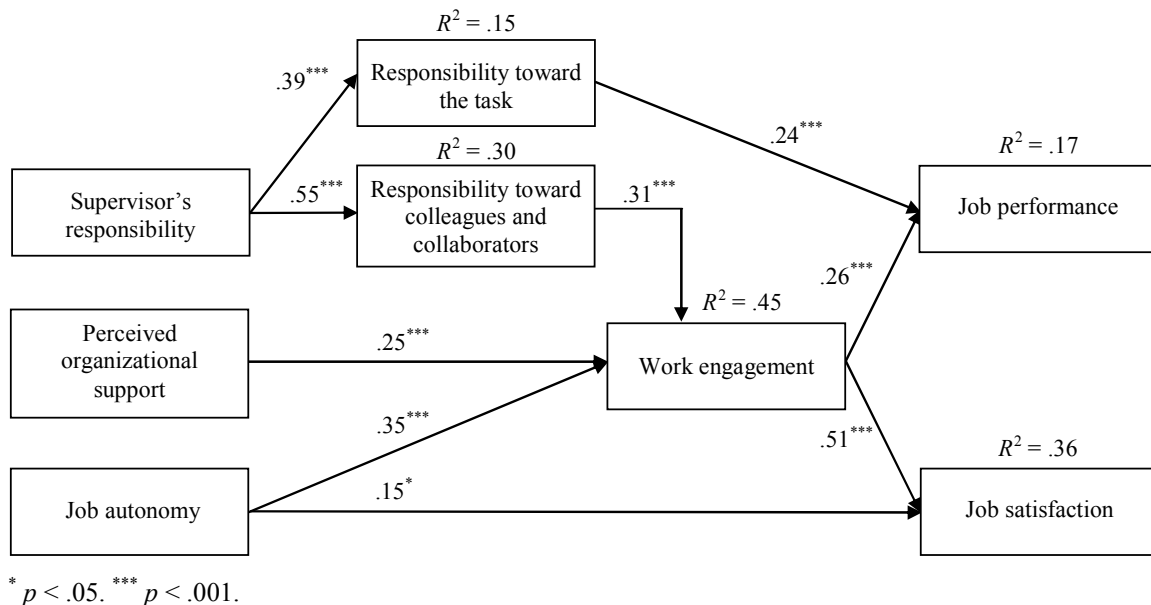 R² = .15
Responsibility toward
the task
.39***
.24***
R² = .30
R² = .17
Supervisor’s
responsibility
.55***
Responsibility toward
colleagues and
collaborators
.31***
Job performance
.26***
R² = .45
Perceived
organizational
support
.25***
Work engagement
.35***
.51***
R² = .36
Job autonomy
.15*
Job satisfaction
* p < .05. *** p < .001.